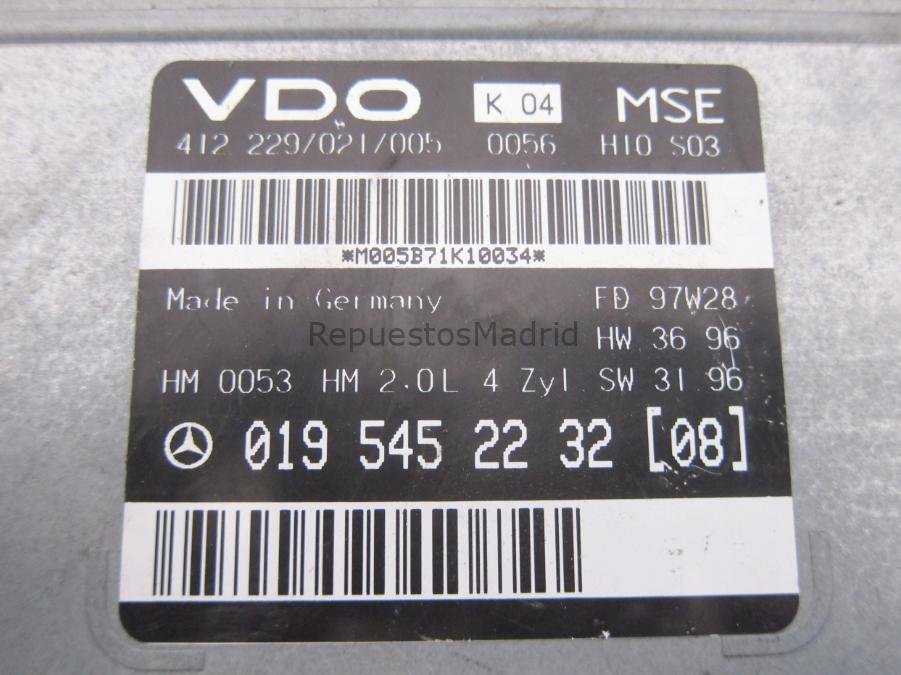 VDO K 04 MSE
412 229/021/005 0056 H10 S03
*M005B71K10034*
Made in Germany FD 97W28
RepuestosMadrid
HW 36 96
HM 0053 HM 2.0L 4 Zyl SW 31 96
019 545 22 32 [08]